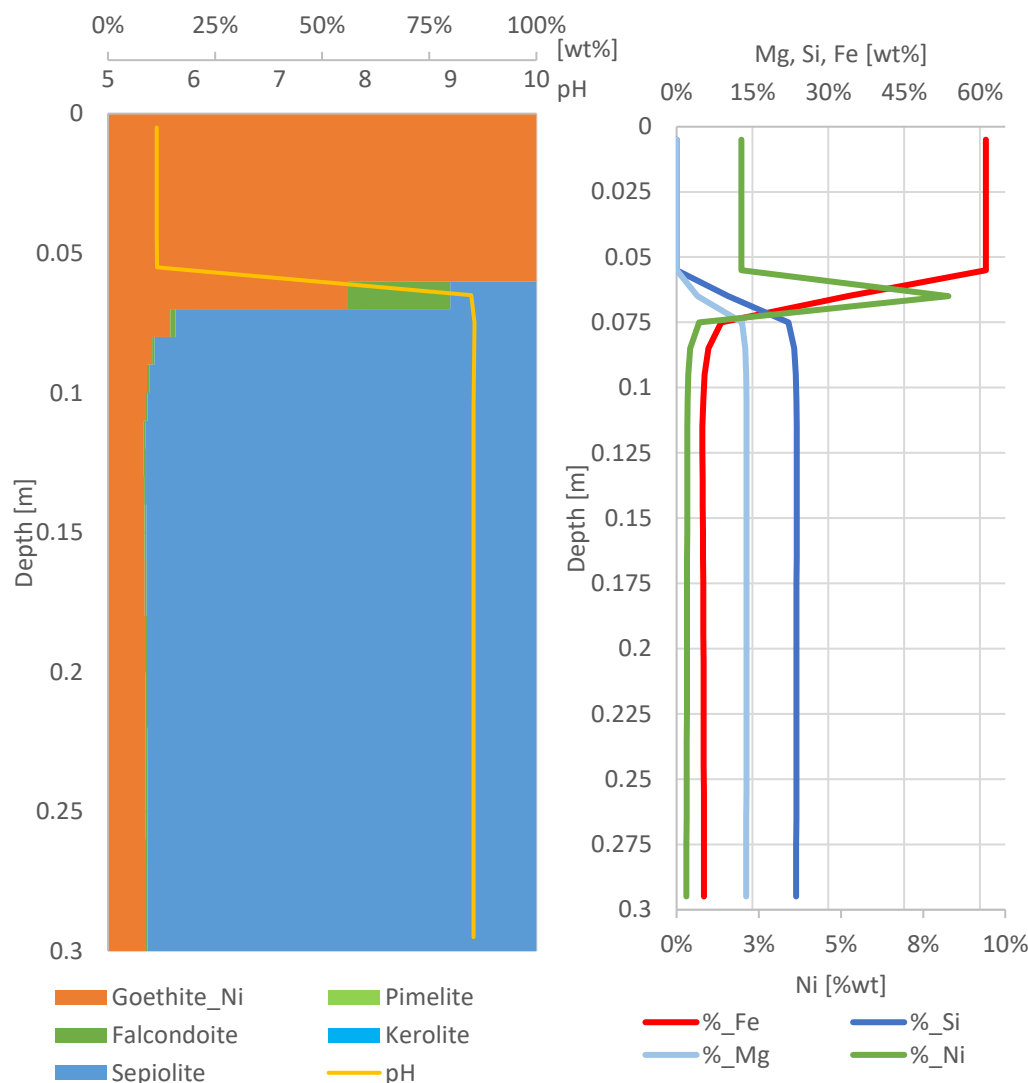 0% 25% 50% 75% 100%
[wt%]
5 6 7 8 9 10 pH
0
0.05
0.1
0.15
0.2
0.25
0.3
Depth [m]
Goethite_Ni Pimelite
Falcondoite Kerolite
Sepiolite pH
Mg, Si, Fe [wt%]
0% 15% 30% 45% 60%
0
0.025
0.05
0.075
0.1
0.125
0.15
0.175
0.2
0.225
0.25
0.275
0.3
Depth [m]
0% 3% 5% 8% 10%
Ni [%wt]
%_Fe %_Si
%_Mg %_Ni